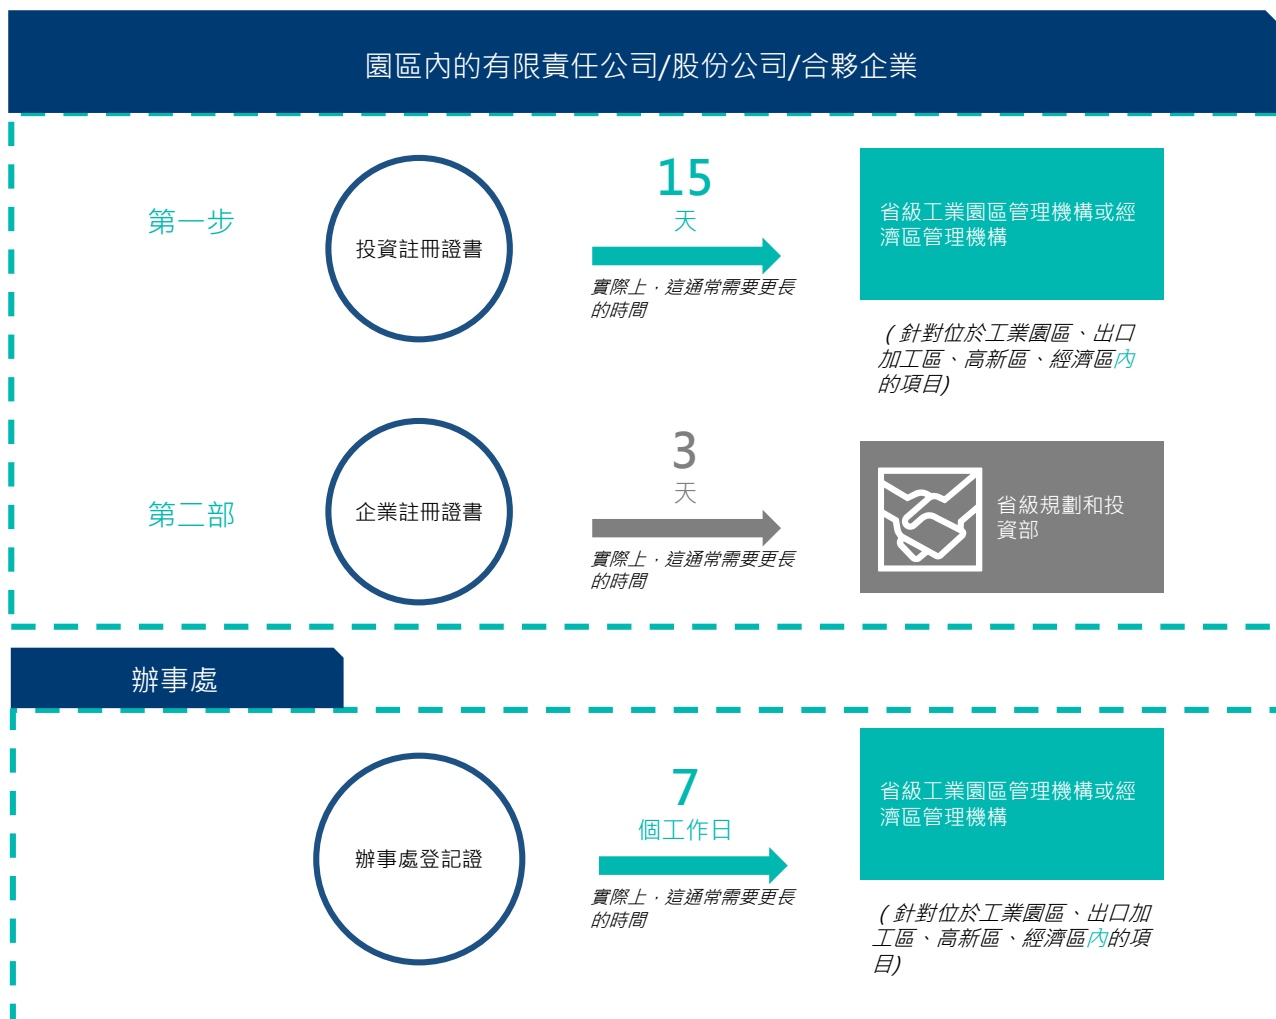 園區內的有限責任公司/股份公司/合夥企業
第一步
投資註冊證書
15
天
實際上，這通常需要更長
的時間
省級工業園區管理機構或經
濟區管理機構
(針對位於工業園區、出口
加工區、高新區、經濟區內
的項目)
第二部
企業註冊證書
3
天
實際上，這通常需要更長
的時間
省級規劃和投
資部
辦事處
辦事處登記證
7
個工作日
實際上，這通常需要更長
的時間
省級工業園區管理機構或經
濟區管理機構
(針對位於工業園區、出口加
工區、高新區、經濟區內的項
目)